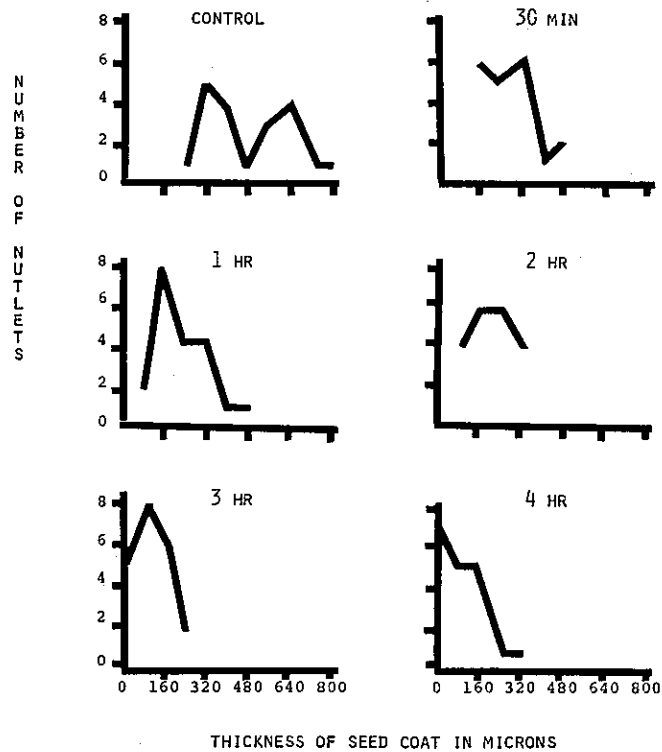 NUMBER OF NUTLETS
CONTROL
8
6
4
2
0
30 MIN
1 HR
8
6
4
2
0
2 HR
3 HR
8
6
4
2
0
0 160 320 480 640 800
4 HR
0 160 320 480 640 800
THICKNESS OF SEED COAT IN MICRONS